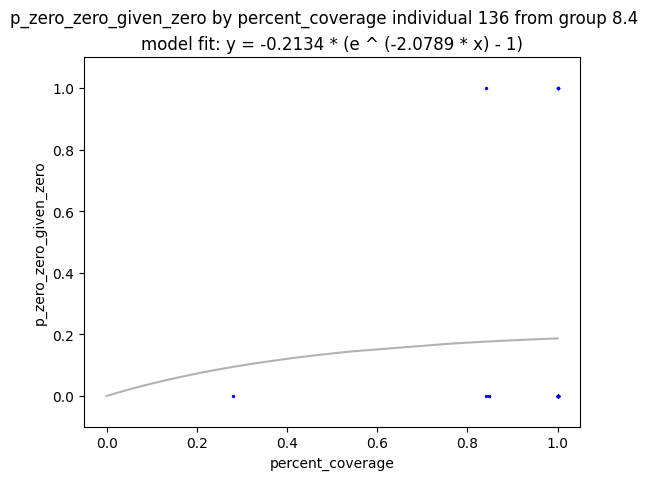 p_zero_zero_given_zero by percent_coverage individual 136 from group 8.4
model fit: y = -0.2134 * (e ^ (-2.0789 * x) - 1)
1.0
0.8
0.6
0.4
0.2
0.0
p_zero_zero_given_zero
0.0 0.2 0.4 0.6 0.8 1.0
percent_coverage